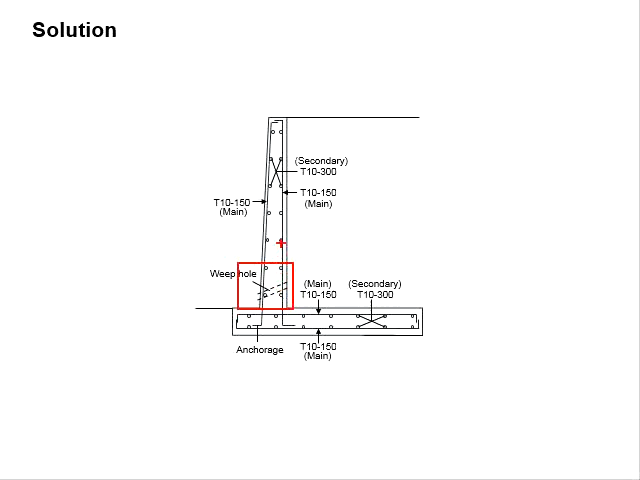 Solution
(Secondary)
T10-300
T10-150
(Main)
T10-150
(Main)
Weep hole
(Main)
T10-150
(Secondary)
T10-300
Anchorage
T10-150
(Main)